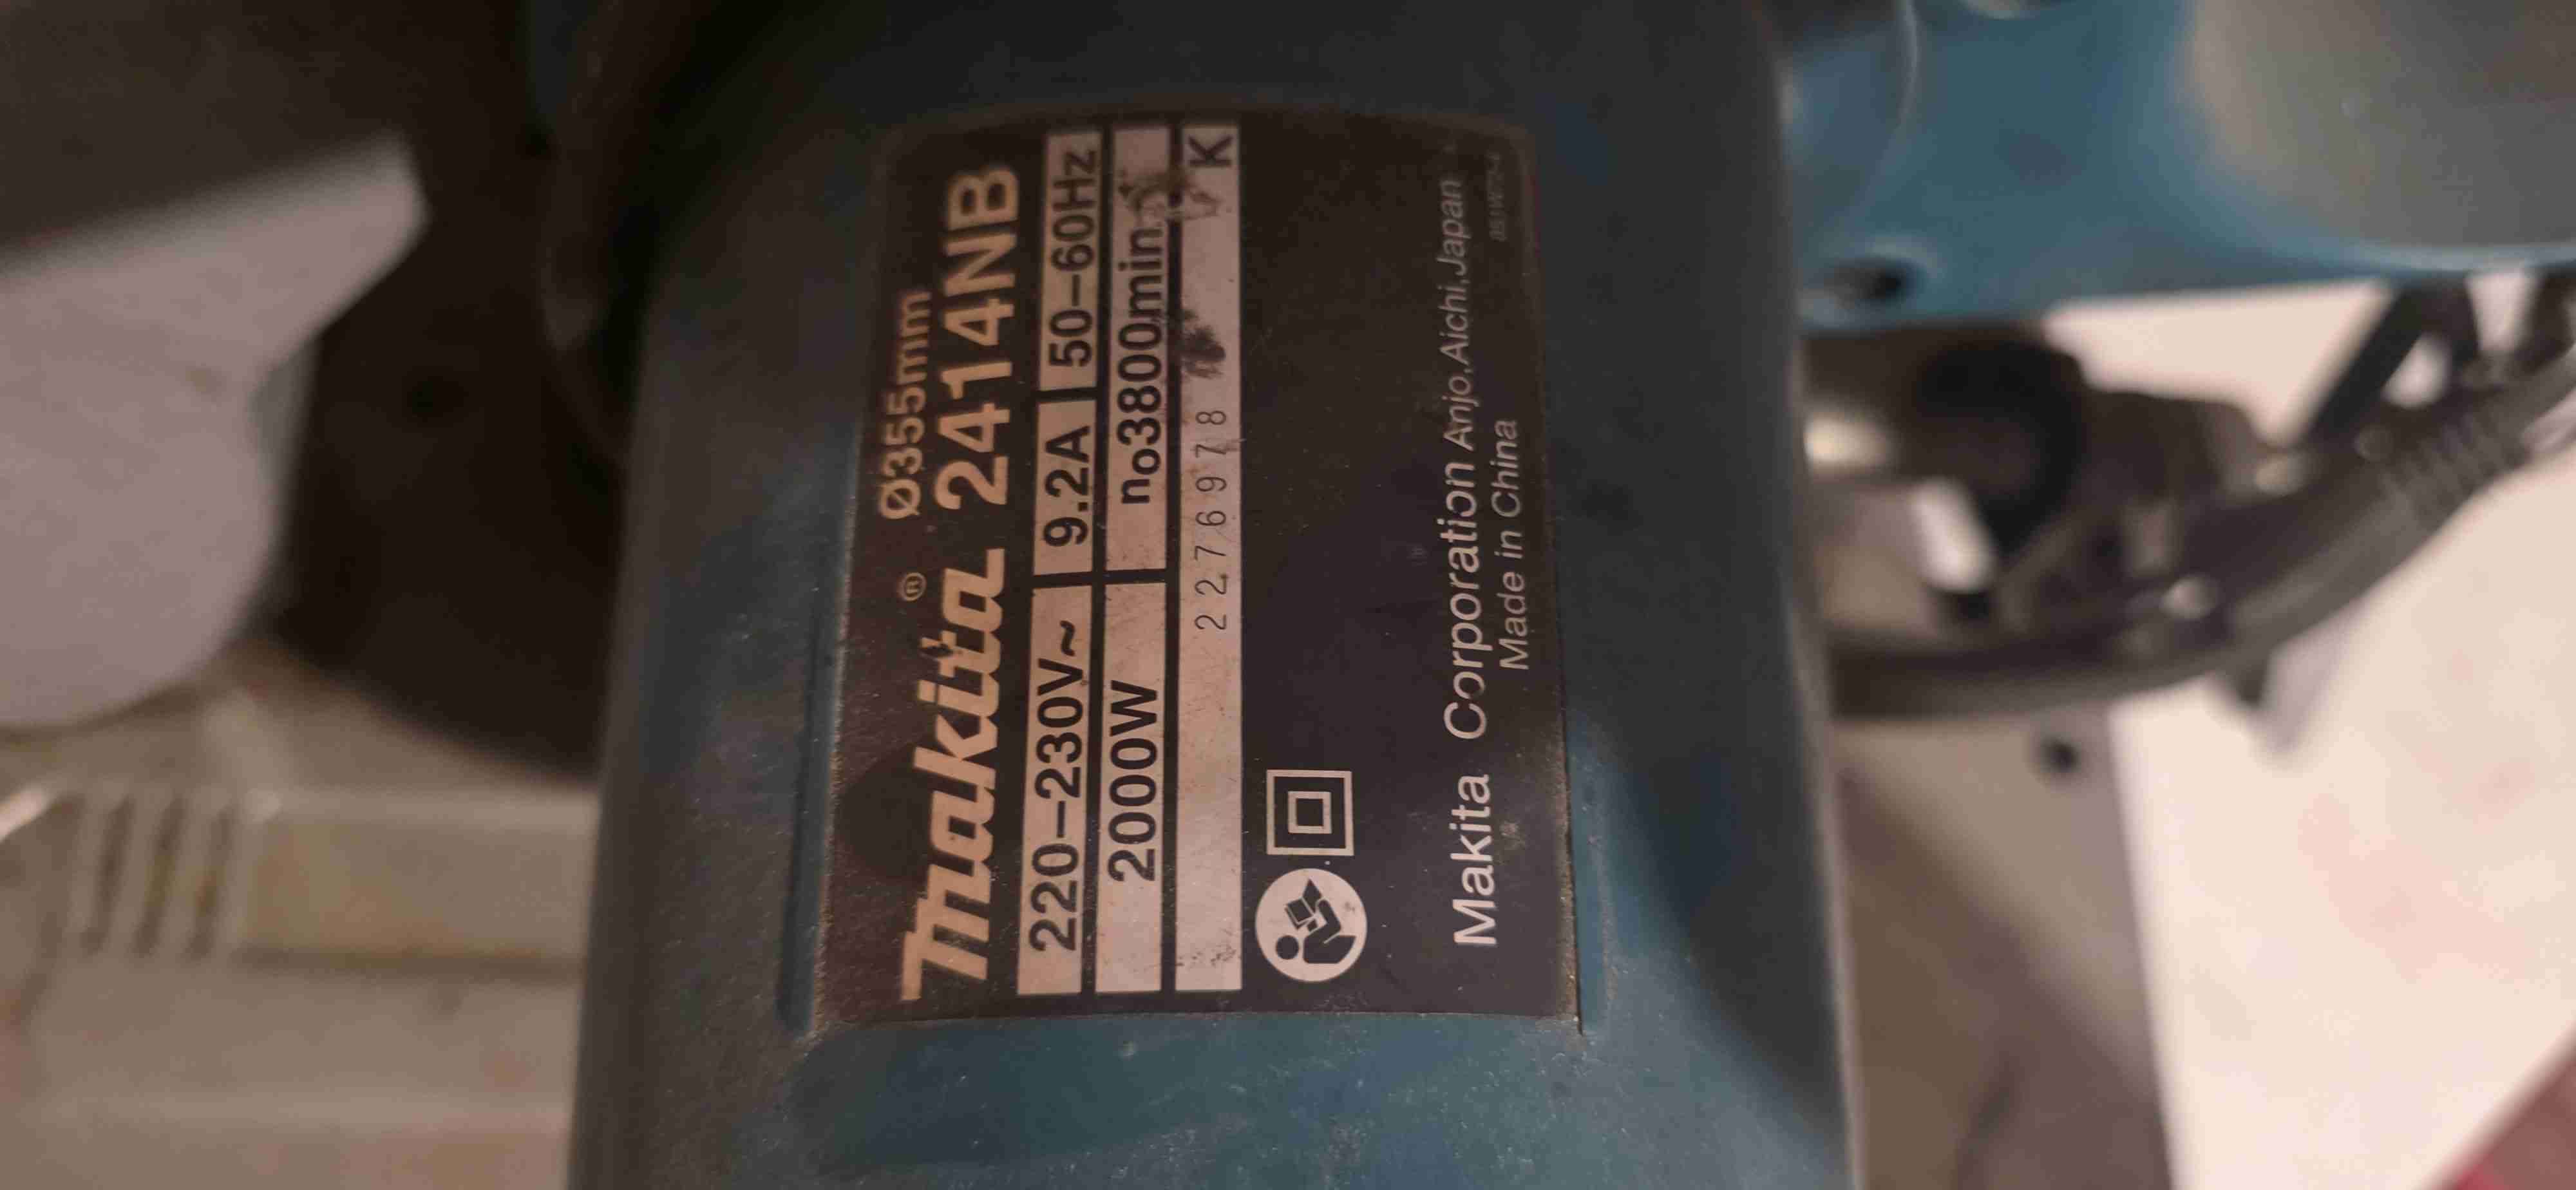 Ø355mm
makita® 2414NB
220–230V~ 9.2A 50–60Hz
2000W n₀3800min
2276978 K
Makita Corporation Anjo,Aichi,Japan
Made in China